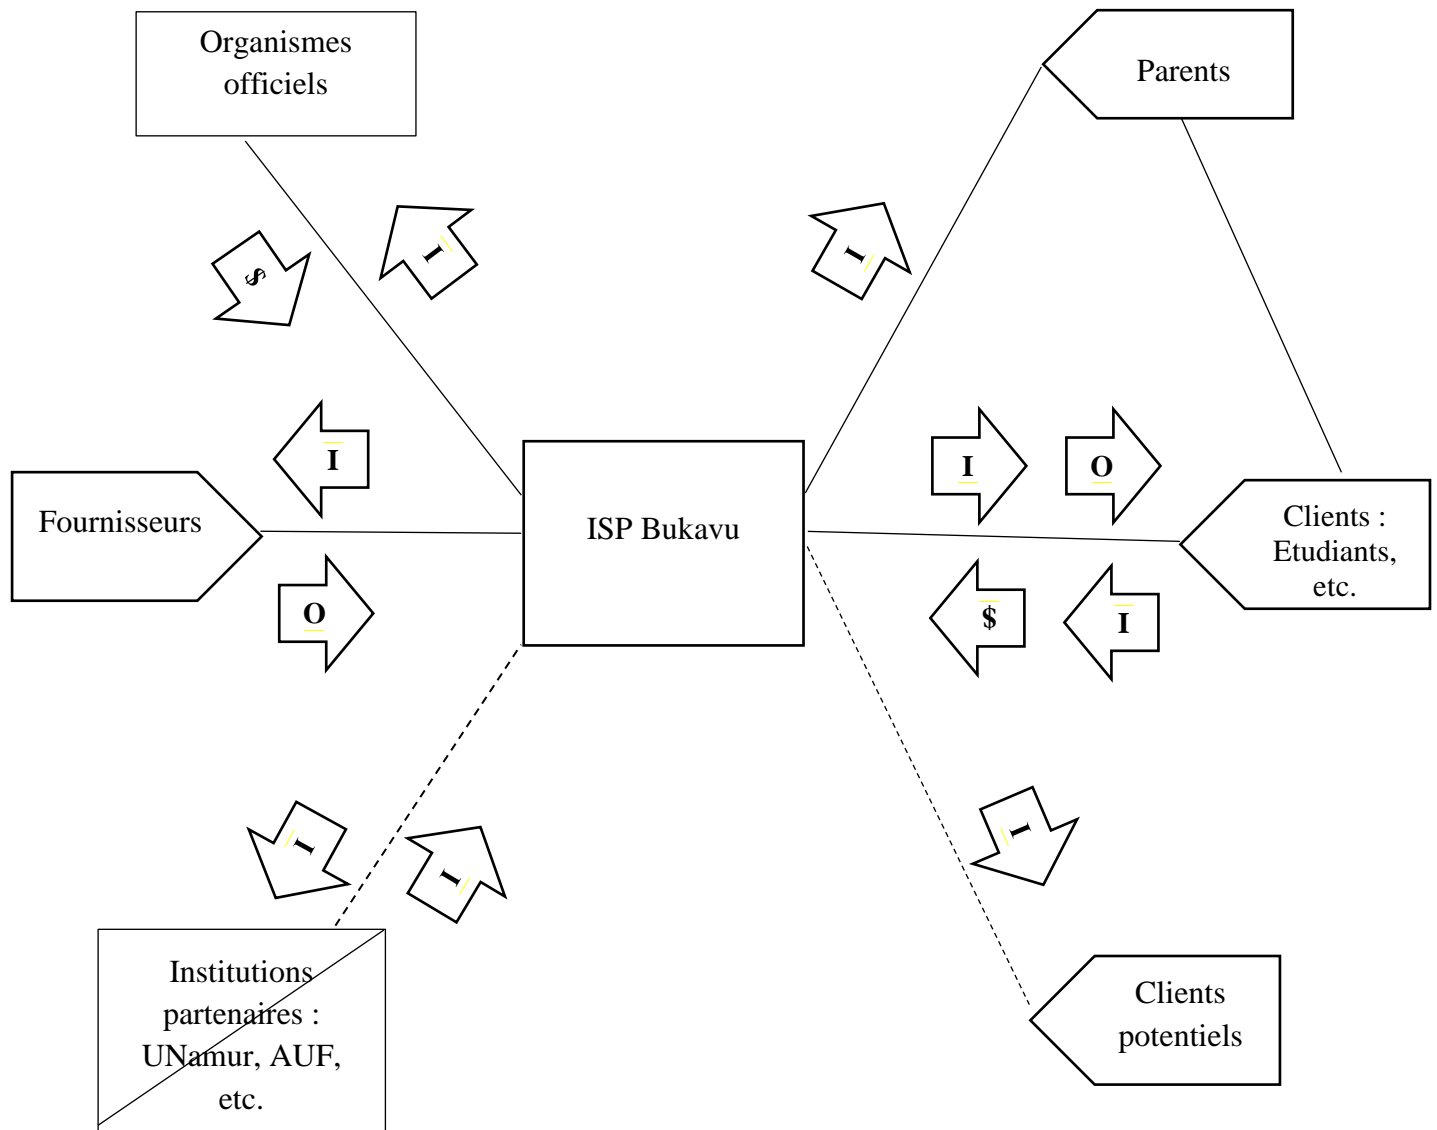 Organismes
officiels
Parents
$
I
I
I
I
O
Fournisseurs
ISP Bukavu
Clients :
Etudiants,
etc.
O
$
I
I
I
I
Institutions
partenaires :
UNamur, AUF,
etc.
Clients
potentiels